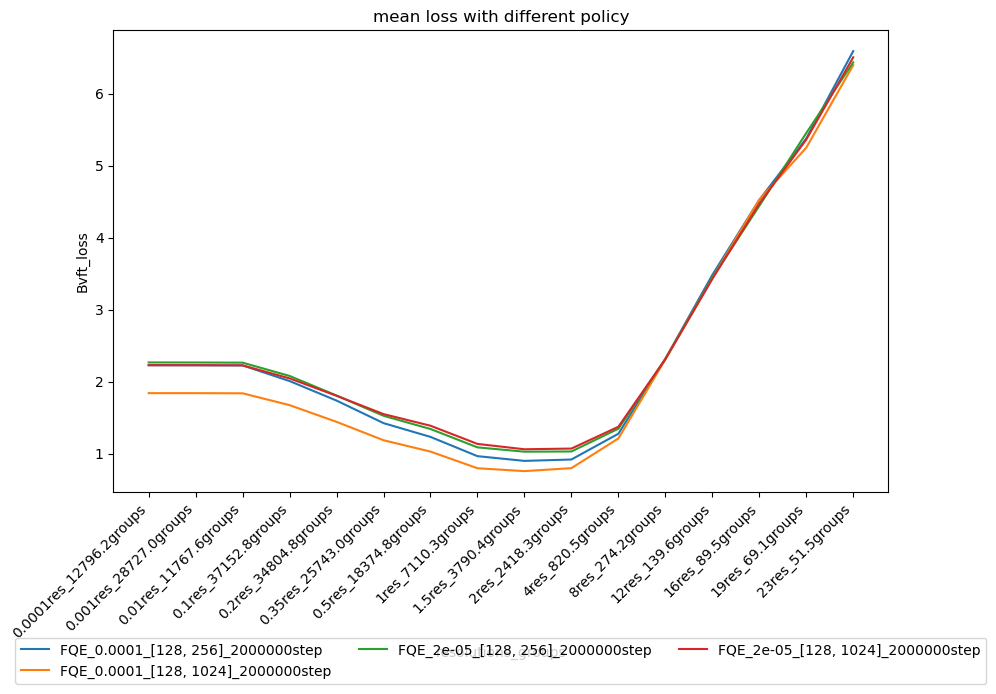 mean loss with different policy
Bvft_loss
6
5
4
3
2
1
0.0001res_12796.2groups
0.001res_28727.0groups
0.01res_11767.6groups
0.1res_37152.8groups
0.2res_34804.8groups
0.35res_25743.0groups
0.5res_18374.8groups
1res_7110.3groups
1.5res_3790.4groups
2res_2418.3groups
4res_820.5groups
8res_274.2groups
12res_139.6groups
16res_89.5groups
19res_69.1groups
23res_51.5groups
FQE_0.0001_[128, 256]_2000000step
FQE_0.0001_[128, 1024]_2000000step
FQE_2e-05_[128, 256]_2000000step
FQE_2e-05_[128, 1024]_2000000step